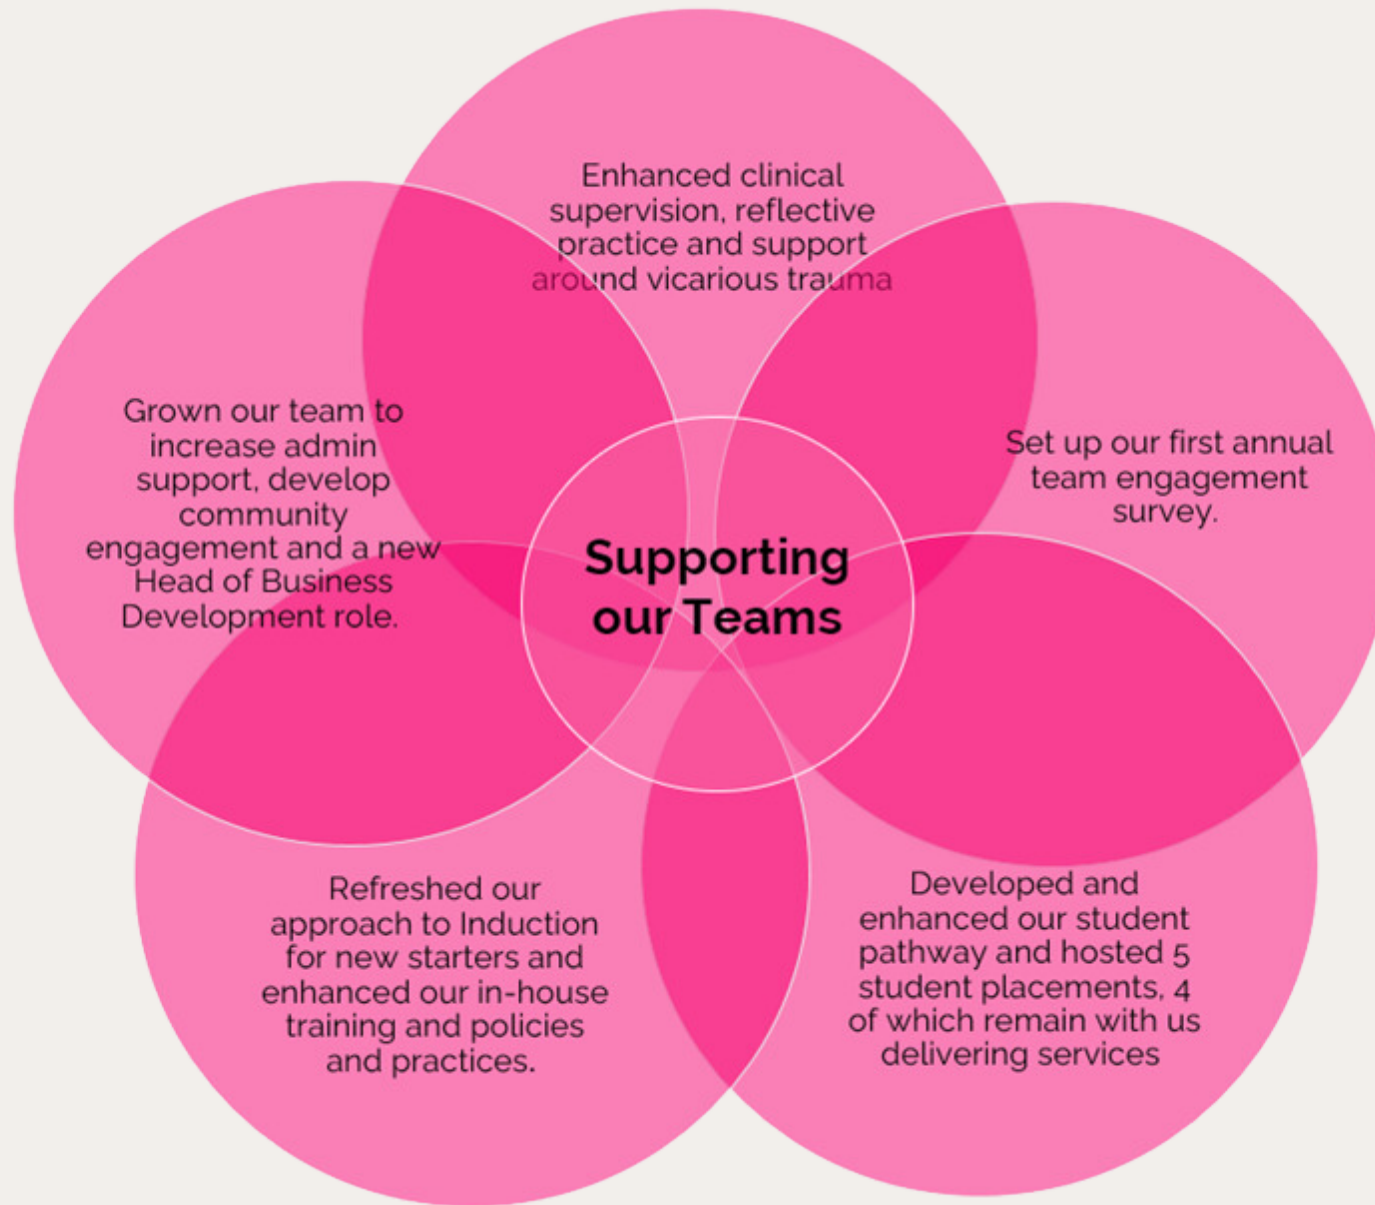 Enhanced clinical
supervision, reflective
practice and support
around vicarious trauma
Grown our team to
increase admin
support, develop
community
engagement and a new
Head of Business
Development role.
Set up our first annual
team engagement
survey.
Supporting
our Teams
Refreshed our
approach to Induction
for new starters and
enhanced our in-house
training and policies
and practices.
Developed and
enhanced our student
pathway and hosted 5
student placements, 4
of which remain with us
delivering services